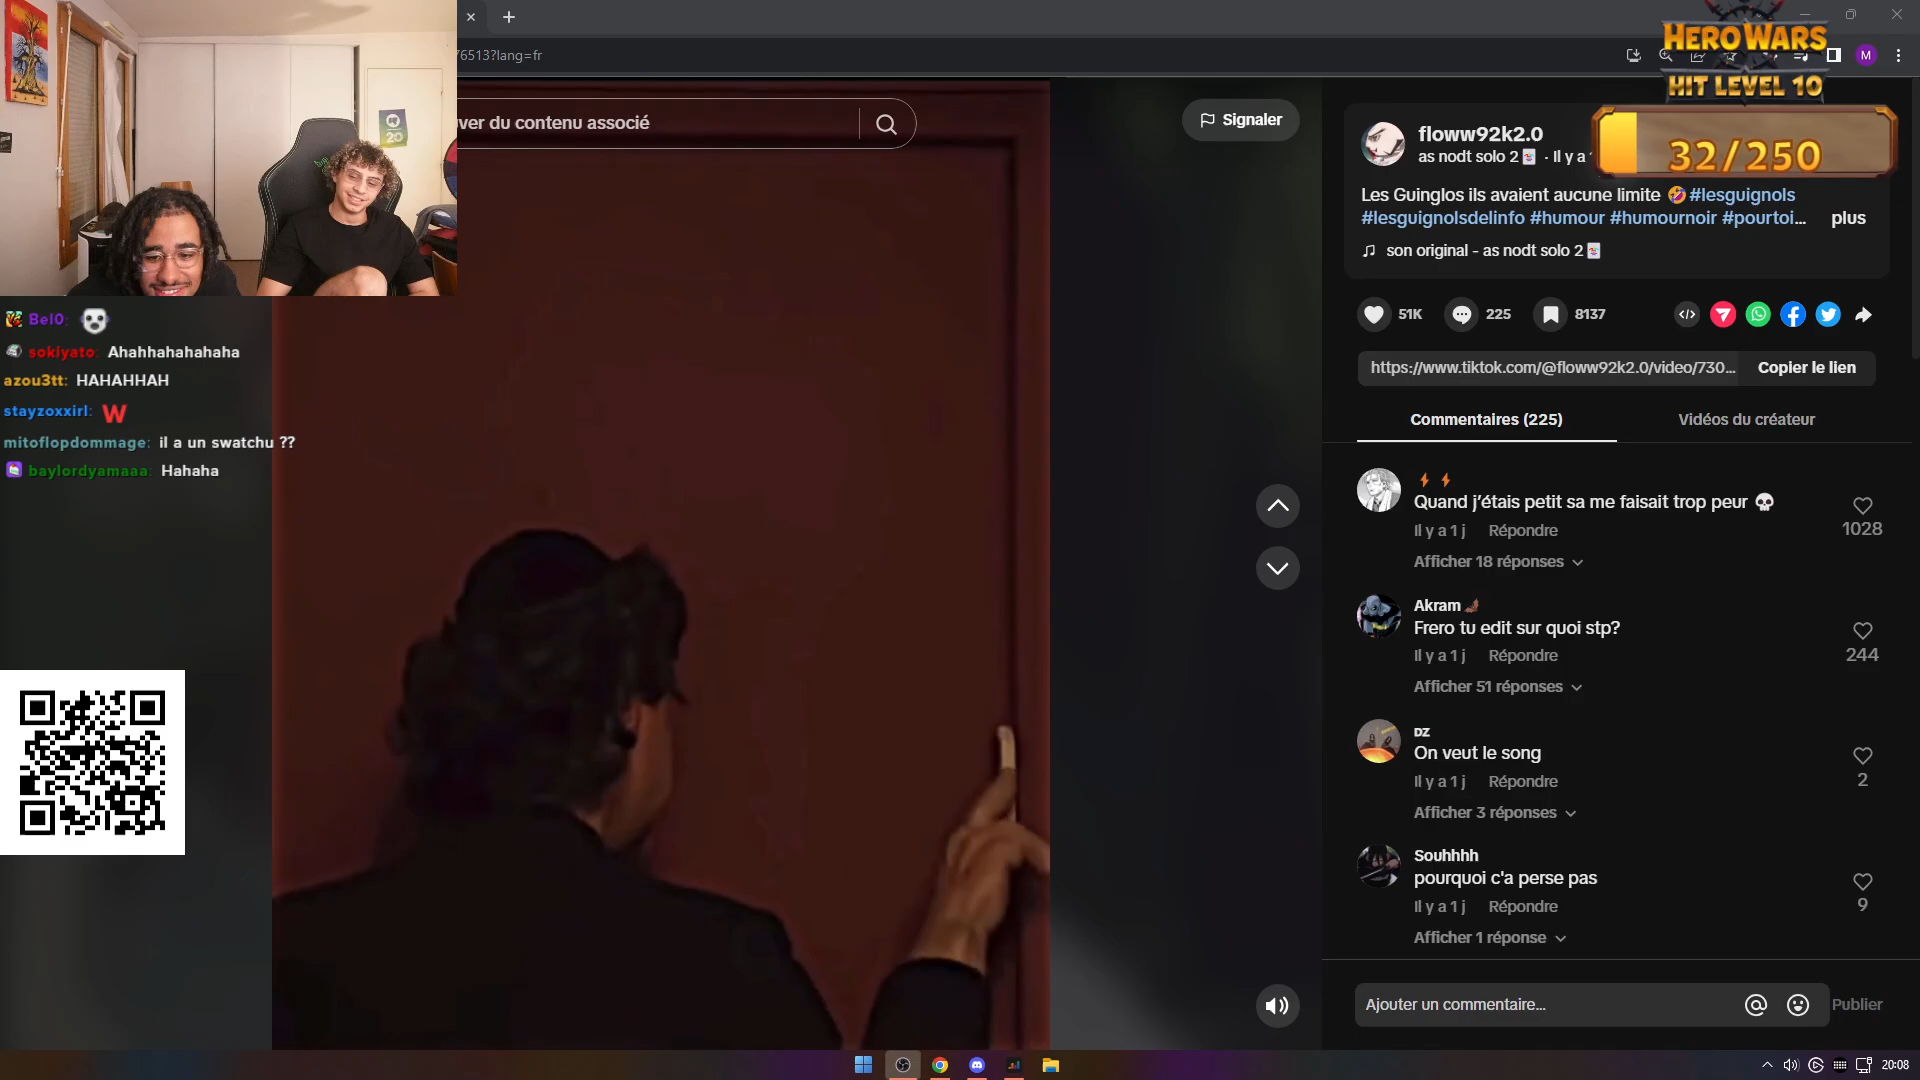 76513?lang=fr
ver du contenu associé
Signaler
HERO WARS
HIT LEVEL 10
32/250
floww92k2.0
as nodt solo 2🃏 · Il y a
Les Guinglos ils avaient aucune limite 🤣 #lesguignols
#lesguignolsdelinfo #humour #humournoir #pourtoi...
plus
son original - as nodt solo 2🃏
51K
225
8137
https://www.tiktok.com/@floww92k2.0/video/730...
Copier le lien
Commentaires (225)
Vidéos du créateur
⚡ ⚡
Quand j'étais petit sa me faisait trop peur 💀
Il y a 1 j Répondre
1028
Afficher 18 réponses
Akram
Frero tu edit sur quoi stp?
Il y a 1 j Répondre
244
Afficher 51 réponses
DZ
On veut le song
Il y a 1 j Répondre
2
Afficher 3 réponses
Souhhhh
pourquoi c'a perse pas
Il y a 1 j Répondre
9
Afficher 1 réponse
Ajouter un commentaire...
Publier
20
Bel0:
sokiyato: Ahahhahahahaha
azou3tt: HAHAHHAH
stayzoxxirl: W
mitoflopdommage: il a un swatchu ??
baylordyamaaa: Hahaha
M
20:08